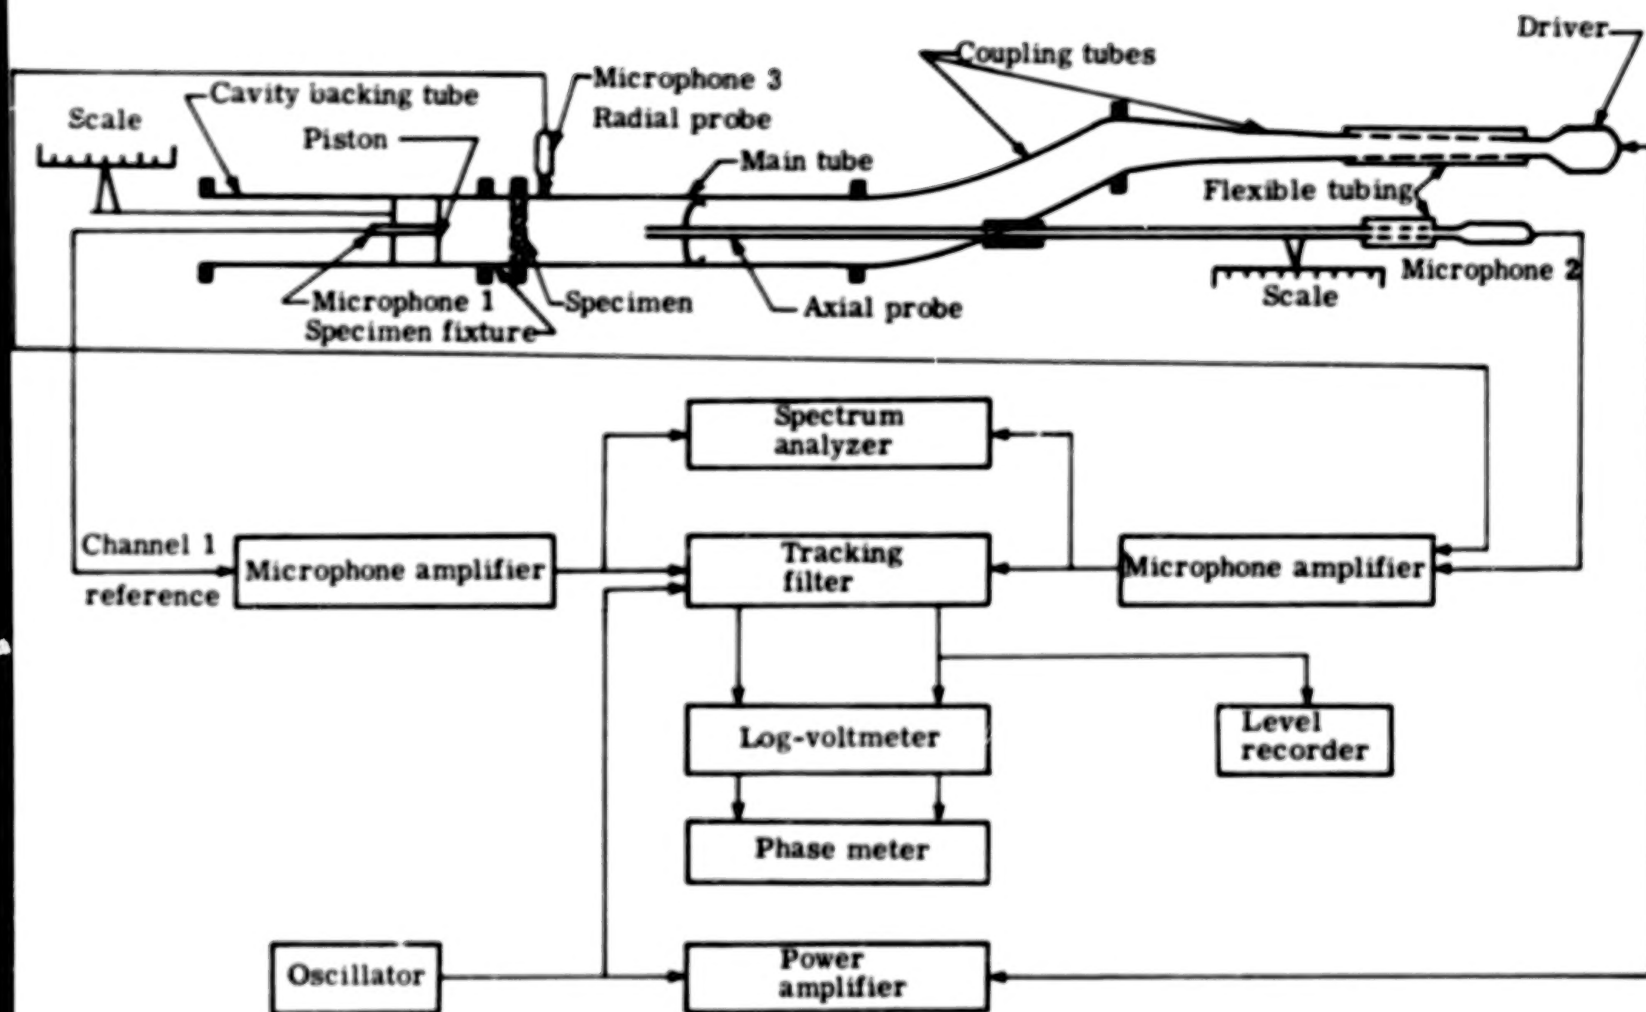 Driver
Coupling tubes
Microphone 3
Radial probe
Cavity backing tube
Scale
Piston
Main tube
Flexible tubing
Microphone 2
Scale
Microphone 1
Specimen
Axial probe
Specimen fixture
Spectrum
analyzer
Channel 1
reference
Microphone amplifier
Tracking
filter
Microphone amplifier
Log-voltmeter
Level
recorder
Phase meter
Oscillator
Power
amplifier